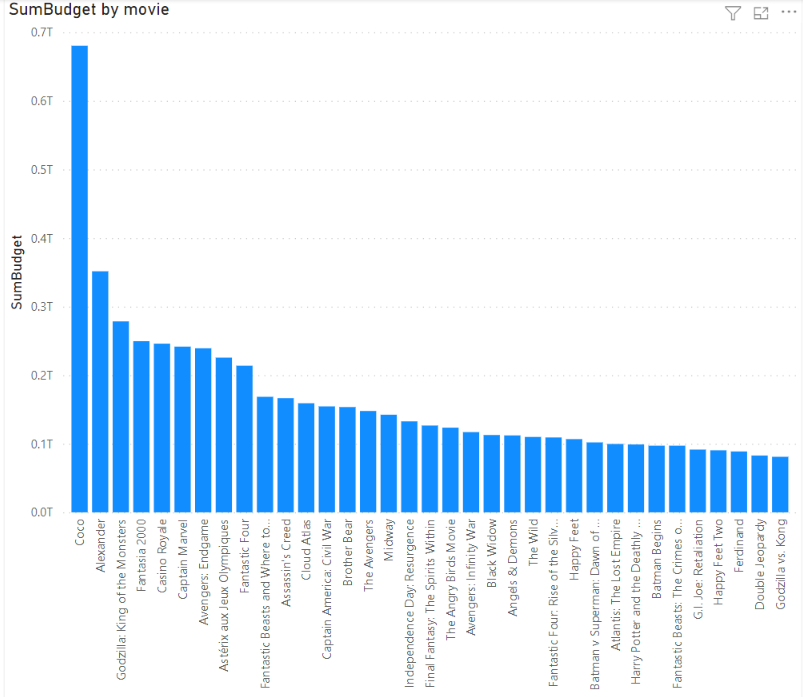 SumBudget by movie
0.7T
0.6T
0.5T
0.4T
0.3T
0.2T
0.1T
0.0T
SumBudget
Coco
Alexander
Godzilla: King of the Monsters
Fantasia 2000
Casino Royale
Captain Marvel
Avengers: Endgame
Astérix aux Jeux Olympiques
Fantastic Four
Fantastic Beasts and Where to...
Assassin's Creed
Cloud Atlas
Captain America: Civil War
Brother Bear
The Avengers
Midway
Independence Day: Resurgence
Final Fantasy: The Spirits Within
The Angry Birds Movie
Avengers: Infinity War
Black Widow
Angels & Demons
The Wild
Fantastic Four: Rise of the Silv...
Happy Feet
Batman v Superman: Dawn of ...
Atlantis: The Lost Empire
Harry Potter and the Deathly ...
Batman Begins
Fantastic Beasts: The Crimes o...
G.I. Joe: Retaliation
Happy Feet Two
Ferdinand
Double Jeopardy
Godzilla vs. Kong